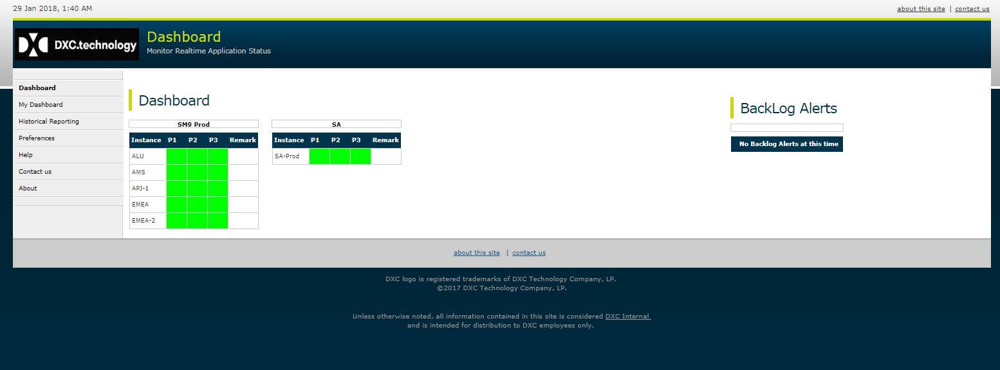 29 Jan 2018, 1:40 AM
about this site | contact us
DXC.technology
Dashboard
Monitor Realtime Application Status
Dashboard
My Dashboard
Historical Reporting
Preferences
Help
Contact us
About
Dashboard
SM9 Prod
Instance P1 P2 P3 Remark
ALU
AMS
APJ-1
EMEA
EMEA-2
SA
Instance P1 P2 P3 Remark
SA-Prod
BackLog Alerts
No Backlog Alerts at this time
about this site | contact us
DXC logo is registered trademarks of DXC Technology Company, LP.
©2017 DXC Technology Company, LP.
Unless otherwise noted, all information contained in this site is considered DXC Internal
and is intended for distribution to DXC employees only.